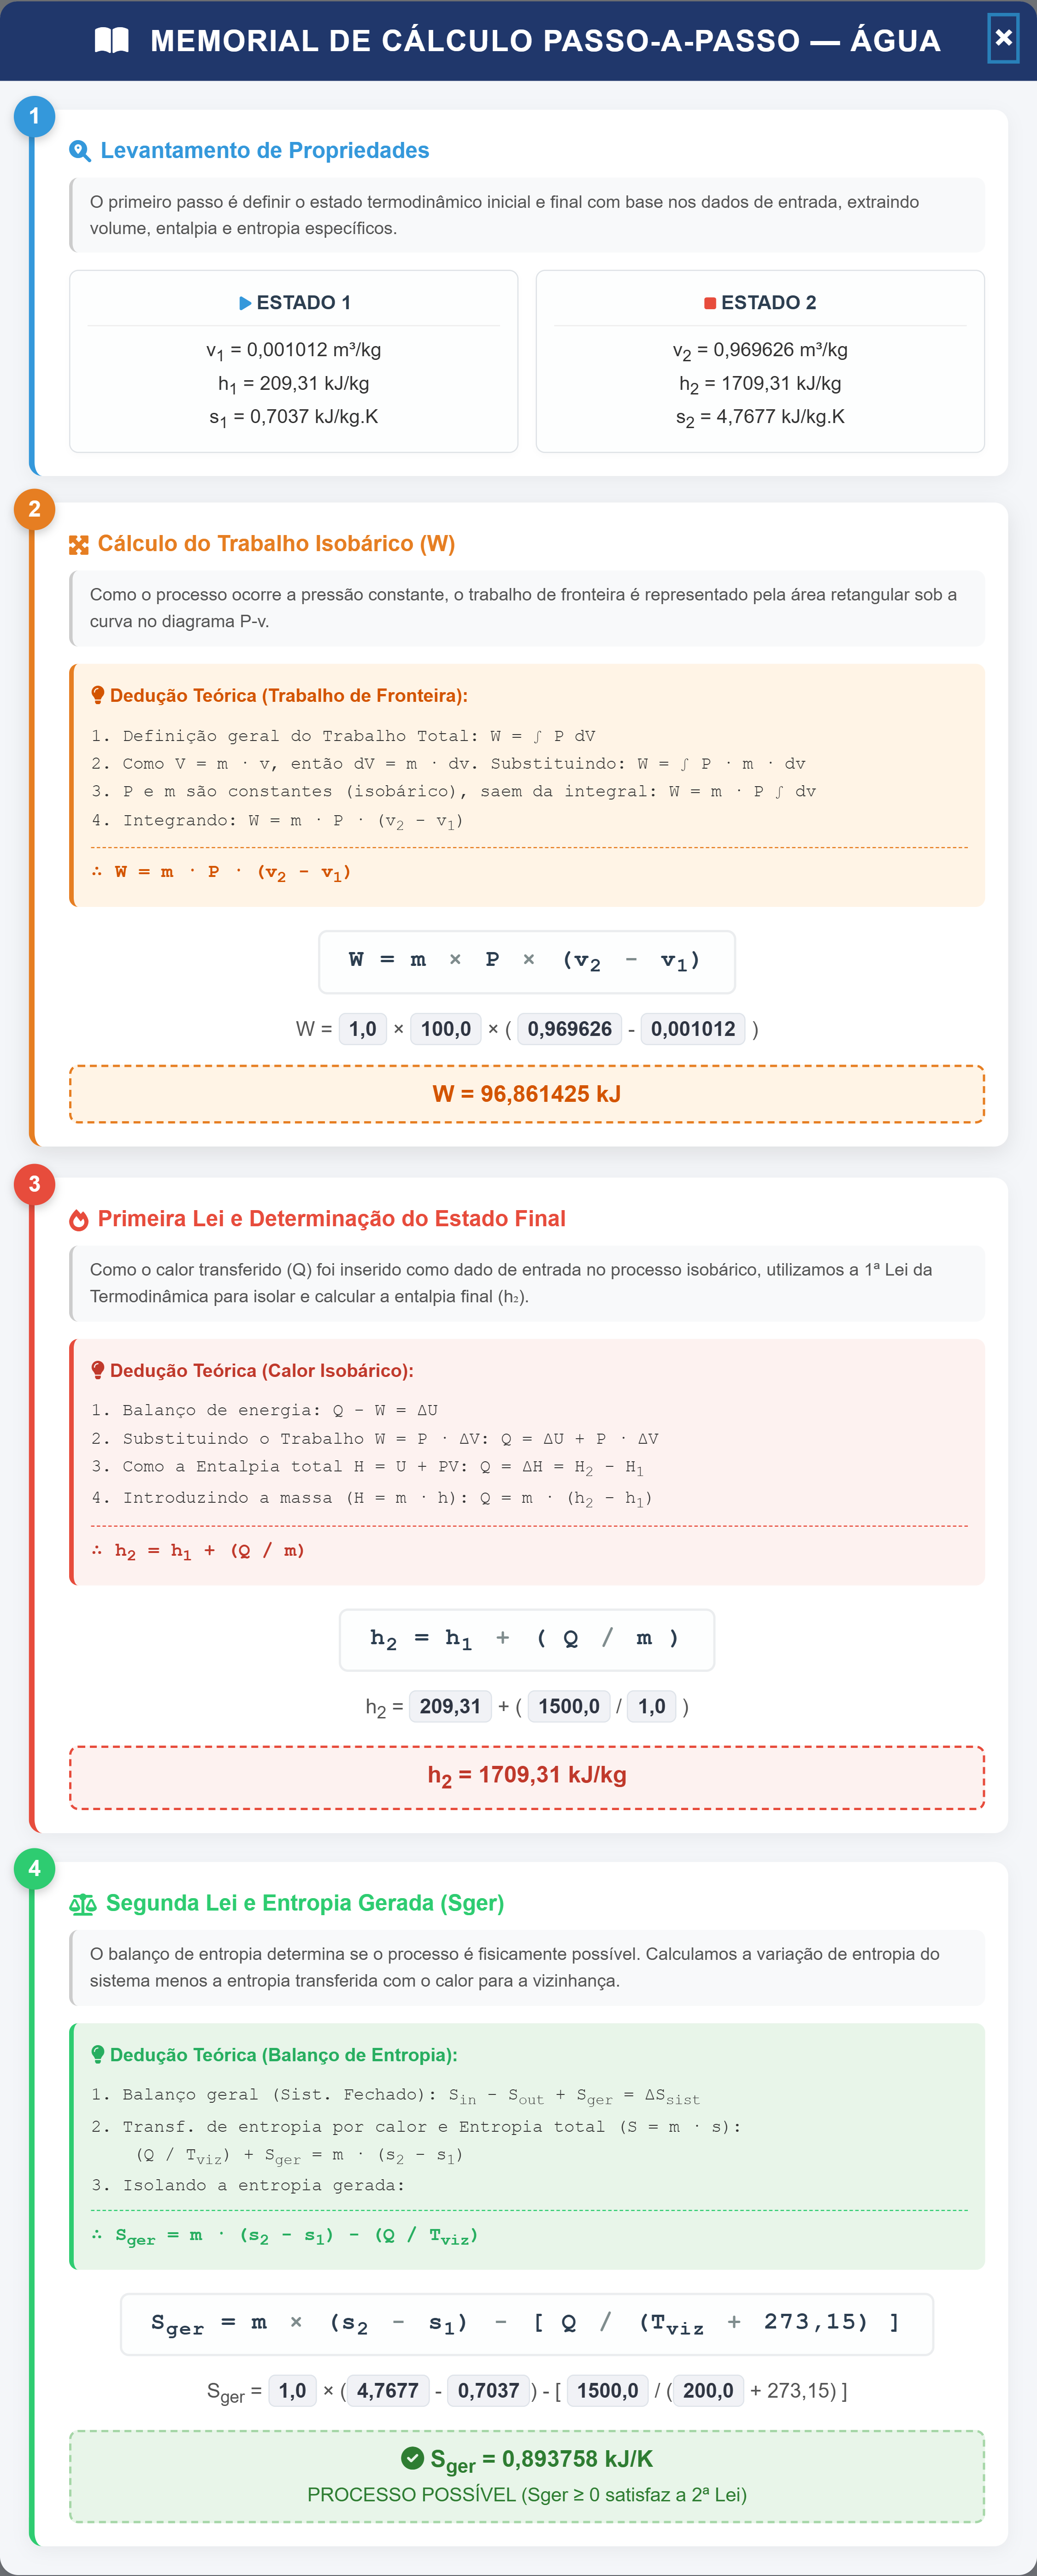 MEMORIAL DE CÁLCULO PASSO-A-PASSO — ÁGUA
1
Levantamento de Propriedades
O primeiro passo é definir o estado termodinâmico inicial e final com base nos dados de entrada, extraindo
volume, entalpia e entropia específicos.
ESTADO 1
v₁ = 0,001012 m³/kg
h₁ = 209,31 kJ/kg
s₁ = 0,7037 kJ/kg.K
ESTADO 2
v₂ = 0,969626 m³/kg
h₂ = 1709,31 kJ/kg
s₂ = 4,7677 kJ/kg.K
2
Cálculo do Trabalho Isobárico (W)
Como o processo ocorre a pressão constante, o trabalho de fronteira é representado pela área retangular sob a
curva no diagrama P-v.
Dedução Teórica (Trabalho de Fronteira):
1. Definição geral do Trabalho Total: W = ∫ P dV
2. Como V = m · v, então dV = m · dv. Substituindo: W = ∫ P · m · dv
3. P e m são constantes (isobárico), saem da integral: W = m · P ∫ dv
4. Integrando: W = m · P · (v₂ − v₁)
∴ W = m · P · (v₂ − v₁)
W = m × P × (v₂ − v₁)
W = 1,0 × 100,0 × ( 0,969626 - 0,001012 )
W = 96,861425 kJ
3
Primeira Lei e Determinação do Estado Final
Como o calor transferido (Q) foi inserido como dado de entrada no processo isobárico, utilizamos a 1ª Lei da
Termodinâmica para isolar e calcular a entalpia final (h₂).
Dedução Teórica (Calor Isobárico):
1. Balanço de energia: Q − W = ΔU
2. Substituindo o Trabalho W = P · ΔV: Q = ΔU + P · ΔV
3. Como a Entalpia total H = U + PV: Q = ΔH = H₂ − H₁
4. Introduzindo a massa (H = m · h): Q = m · (h₂ − h₁)
∴ h₂ = h₁ + (Q / m)
h₂ = h₁ + ( Q / m )
h₂ = 209,31 + ( 1500,0 / 1,0 )
h₂ = 1709,31 kJ/kg
4
Segunda Lei e Entropia Gerada (Sger)
O balanço de entropia determina se o processo é fisicamente possível. Calculamos a variação de entropia do
sistema menos a entropia transferida com o calor para a vizinhança.
Dedução Teórica (Balanço de Entropia):
1. Balanço geral (Sist. Fechado): Sin − Sout + Sger = ΔSsist
2. Transf. de entropia por calor e Entropia total (S = m · s):
(Q / Tviz) + Sger = m · (s₂ − s₁)
3. Isolando a entropia gerada:
∴ Sger = m · (s₂ − s₁) − (Q / Tviz)
Sger = m × (s₂ − s₁) − [ Q / (Tviz + 273,15) ]
Sger = 1,0 × ( 4,7677 - 0,7037 ) - [ 1500,0 / ( 200,0 + 273,15) ]
Sger = 0,893758 kJ/K
PROCESSO POSSÍVEL (Sger ≥ 0 satisfaz a 2ª Lei)